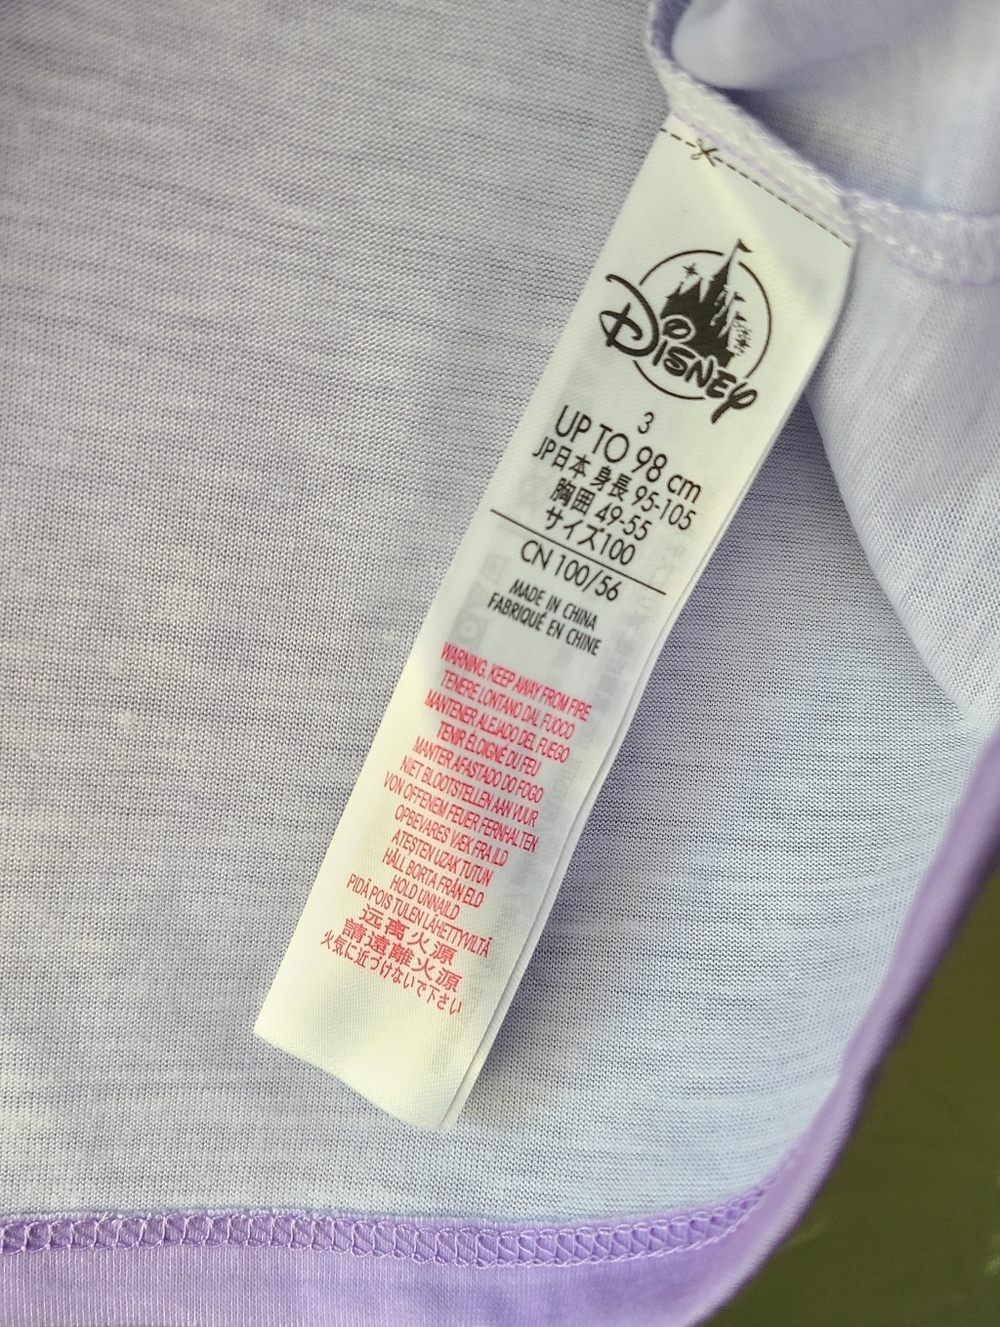 DISNEY
3
UP TO 98 cm
JP日本 身長 95-105
胸囲 49-55
サイズ100
CN 100/56
MADE IN CHINA
FABRIQUÉ EN CHINE
WARNING. KEEP AWAY FROM FIRE
TENERE LONTANO DAL FUOCO
MANTENER ALEJADO DEL FUEGO
TENIR ÉLOIGNÉ DU FEU
MANTER AFASTADO DO FOGO
NIET BLOOTSTELLEN AAN VUUR
VON OFFENEM FEUER FERNHALTEN
OPBEVARES VÆK FRA ILD
ATEŞTEN UZAK TUTUN
HÅLL BORTA FRÅN ELD
HOLD UNNAILD
PIDÄ POIS TULEN LÄHETTYVILTÄ
远离火源
請遠離火源
火気に近づけないで下さい